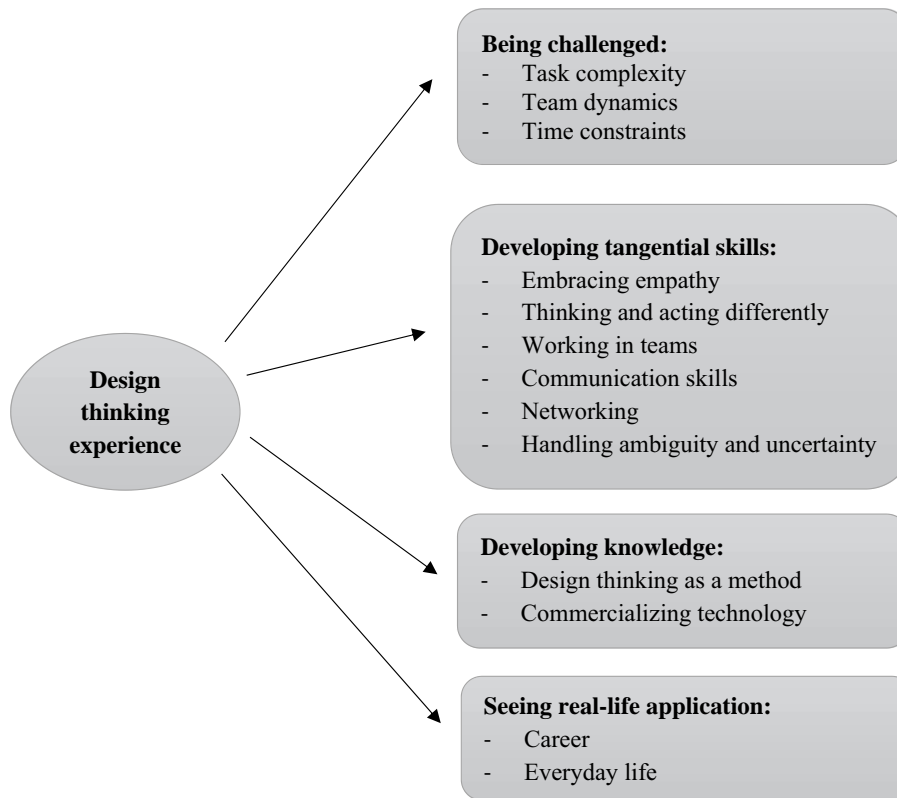 Being challenged:
- Task complexity
- Team dynamics
- Time constraints
Developing tangential skills:
- Embracing empathy
- Thinking and acting differently
- Working in teams
- Communication skills
- Networking
- Handling ambiguity and uncertainty
Design
thinking
experience
Developing knowledge:
- Design thinking as a method
- Commercializing technology
Seeing real-life application:
- Career
- Everyday life